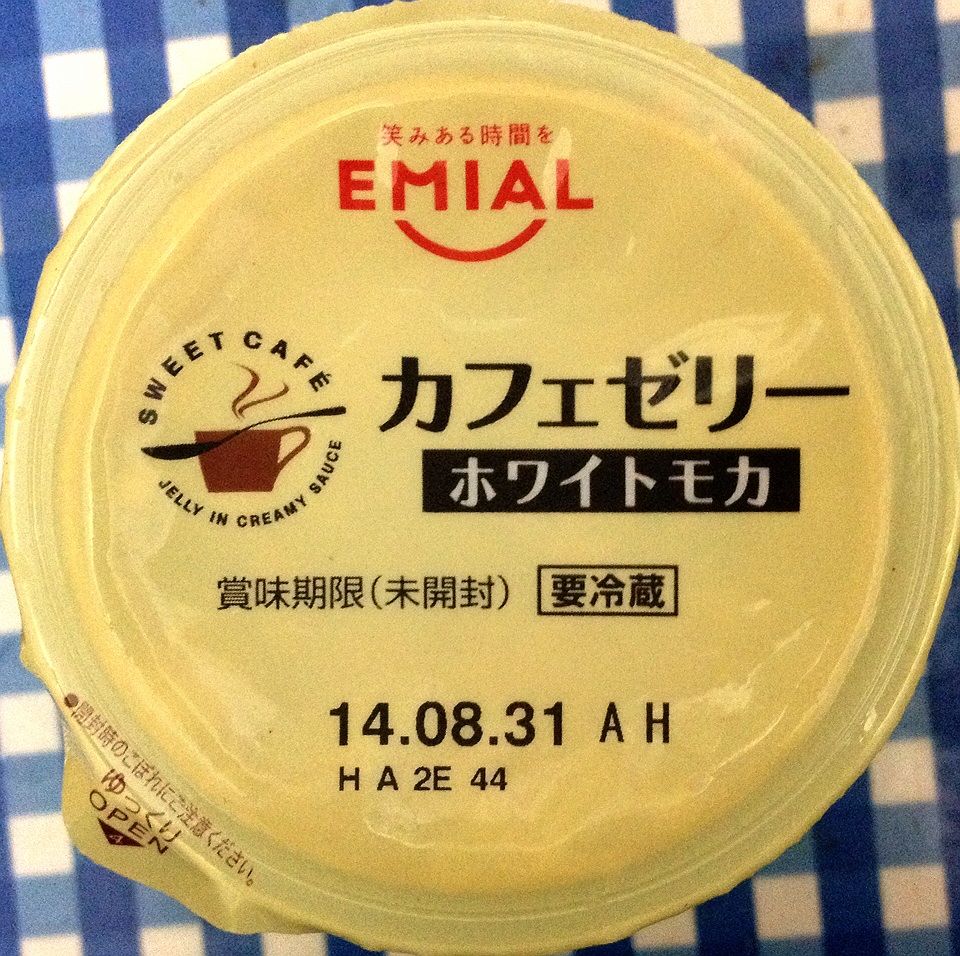 笑みある時間を
EMIAL
SWEET CAFÉ
JELLY IN CREAMY SAUCE
カフェゼリー
ホワイトモカ
賞味期限(未開封) 要冷蔵
14.08.31 AH
H A 2E 44
●開封時のこぼれにご注意ください。
ゆっくり
OPEN